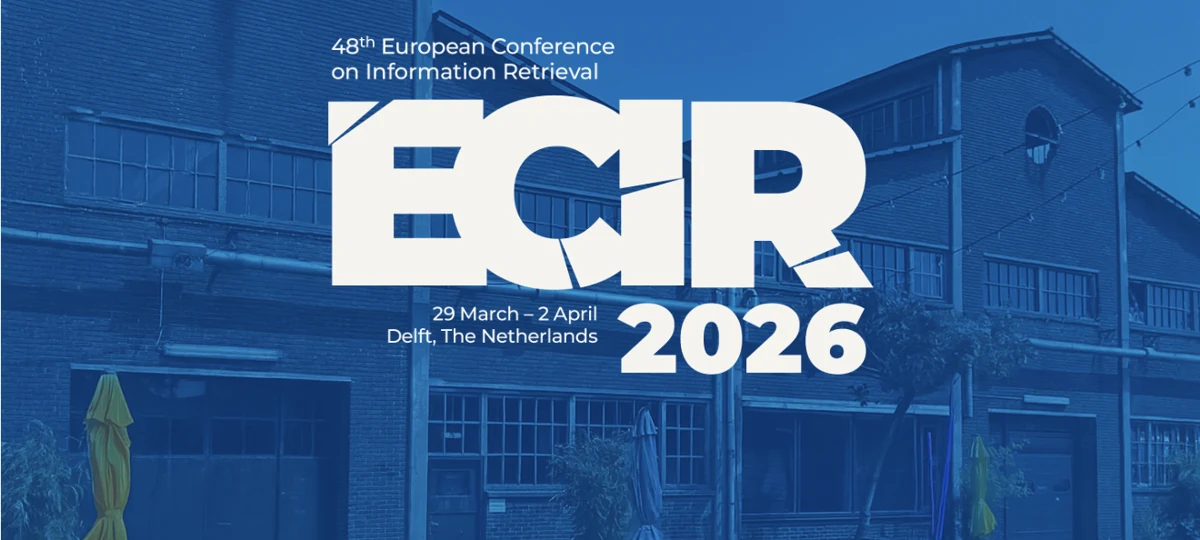 48th European Conference
on Information Retrieval
ECIR
29 March – 2 April
Delft, The Netherlands
2026